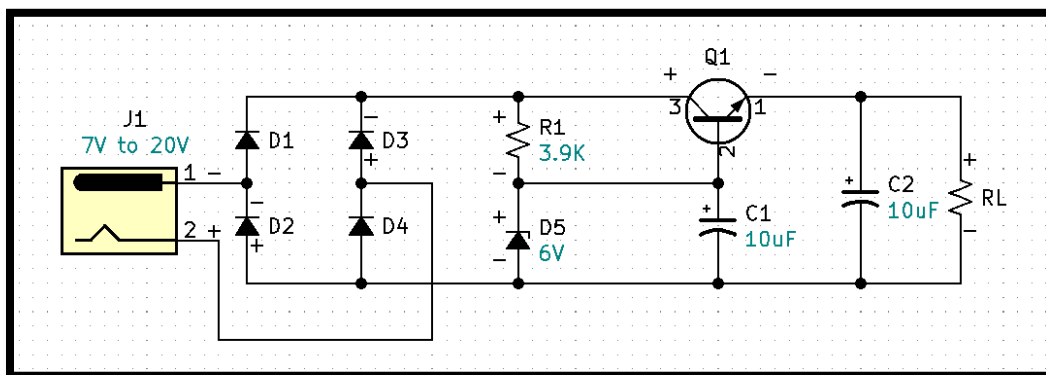 Q1
+
-
3
1
2
J1
7V to 20V
1
-
2
+
D1
-
D2
+
-
D3
+
D4
+
R1
3.9K
-
+
D5
6V
-
+
C1
10uF
+
C2
10uF
+
RL
-